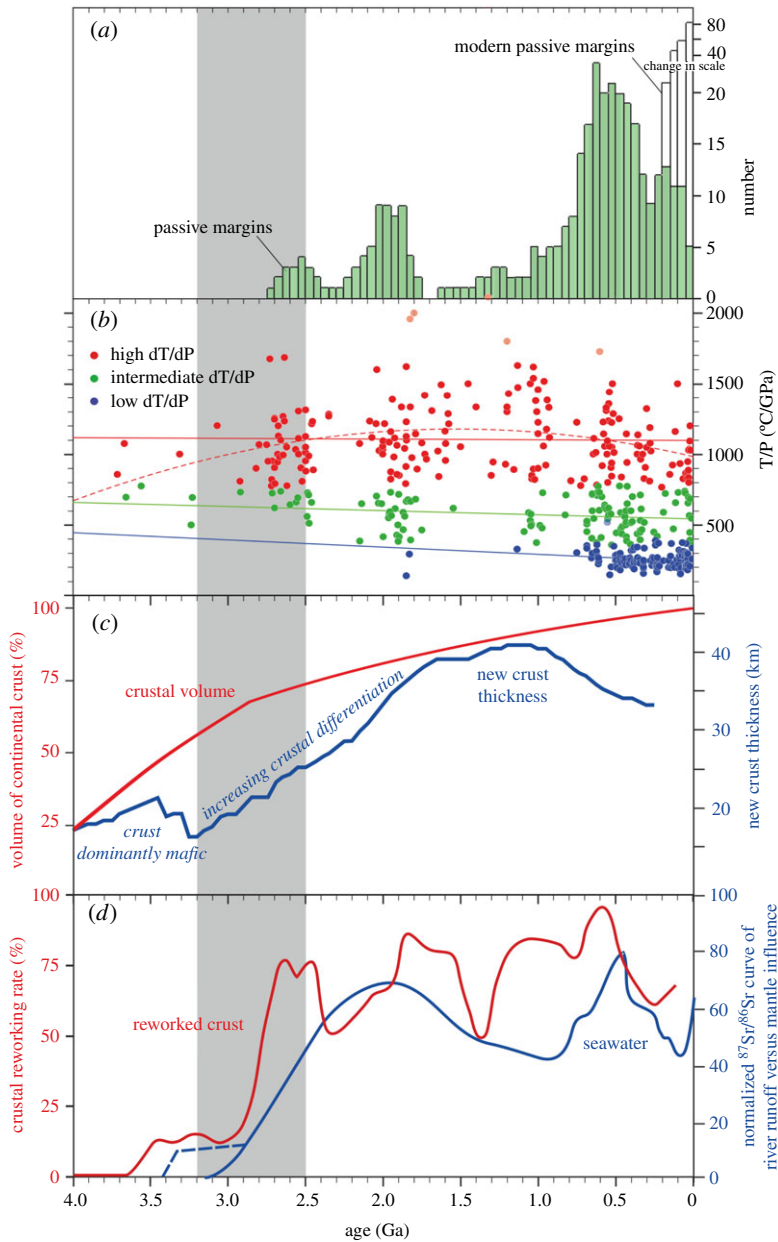 (a)
modern passive margins
change in scale
passive margins
80
40
20
15
10
5
0
number
(b)
high dT/dP
intermediate dT/dP
low dT/dP
2000
1500
1000
500
T/P (°C/GPa)
(c)
100
75
50
25
volume of continental crust (%)
crustal volume
increasing crustal differentiation
new crust
thickness
crust
dominantly mafic
40
30
20
10
new crust thickness (km)
(d)
100
75
50
25
0
crustal reworking rate (%)
reworked crust
seawater
100
80
60
40
20
0
normalized ⁸⁷Sr/⁸⁶Sr curve of
river runoff versus mantle influence
4.0
3.5
3.0
2.5
2.0
1.5
1.0
0.5
0
age (Ga)